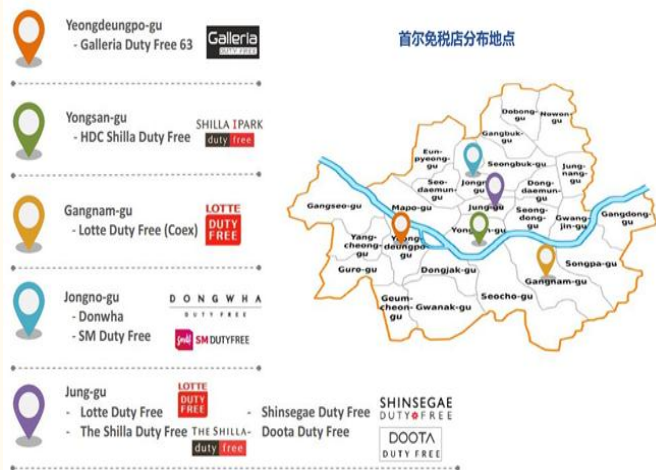 Yeongdeungpo-gu
- Galleria Duty Free 63
Galleria
DUTY FREE
Yongsan-gu
- HDC Shilla Duty Free
SHILLA IPARK
duty free
Gangnam-gu
- Lotte Duty Free (Coex)
LOTTE
DUTY
FREE
Jongno-gu
- Donwha
- SM Duty Free
DONGWHA
DUTY FREE
SM DUTYFREE
Jung-gu
- Lotte Duty Free
- The Shilla Duty Free
LOTTE
DUTY
FREE
THE SHILLA
duty free
- Shinsegae Duty Free
- Doota Duty Free
SHINSEGAE
DUTY FREE
DOOTA
DUTY FREE
首尔免税店分布地点
Dobong-
gu
Nowon-
gu
Gangbuk-
gu
Eun-
pyeong-
gu
Seongbuk-gu
Jung-
nang-
gu
Seo-
daemun-
gu
Dong-
daemun-
gu
Gangseo-gu
Mapo-gu
Jung-gu
Seong-
dong-
gu
Gwang-
jin-gu
Gangdong-
gu
Yang-
cheong-
gu
deungpo-
gu
Guro-gu
Dongjak-gu
Songpa-gu
Gangnam-gu
Seocho-gu
Geum-
cheon-
gu
Gwanak-gu